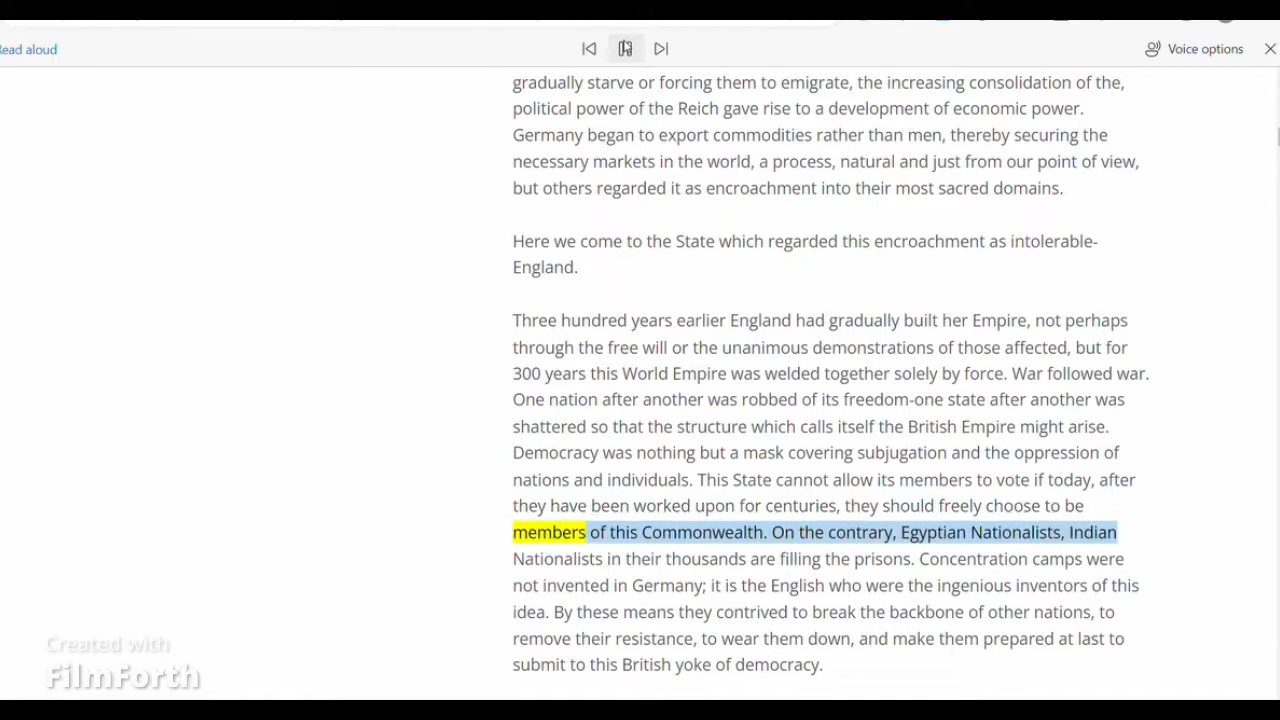 Read aloud
Voice options
gradually starve or forcing them to emigrate, the increasing consolidation of the,
political power of the Reich gave rise to a development of economic power.
Germany began to export commodities rather than men, thereby securing the
necessary markets in the world, a process, natural and just from our point of view,
but others regarded it as encroachment into their most sacred domains.
Here we come to the State which regarded this encroachment as intolerable-
England.
Three hundred years earlier England had gradually built her Empire, not perhaps
through the free will or the unanimous demonstrations of those affected, but for
300 years this World Empire was welded together solely by force. War followed war.
One nation after another was robbed of its freedom-one state after another was
shattered so that the structure which calls itself the British Empire might arise.
Democracy was nothing but a mask covering subjugation and the oppression of
nations and individuals. This State cannot allow its members to vote if today, after
they have been worked upon for centuries, they should freely choose to be
members of this Commonwealth. On the contrary, Egyptian Nationalists, Indian
Nationalists in their thousands are filling the prisons. Concentration camps were
not invented in Germany; it is the English who were the ingenious inventors of this
idea. By these means they contrived to break the backbone of other nations, to
remove their resistance, to wear them down, and make them prepared at last to
submit to this British yoke of democracy.
Created with
FilmForth